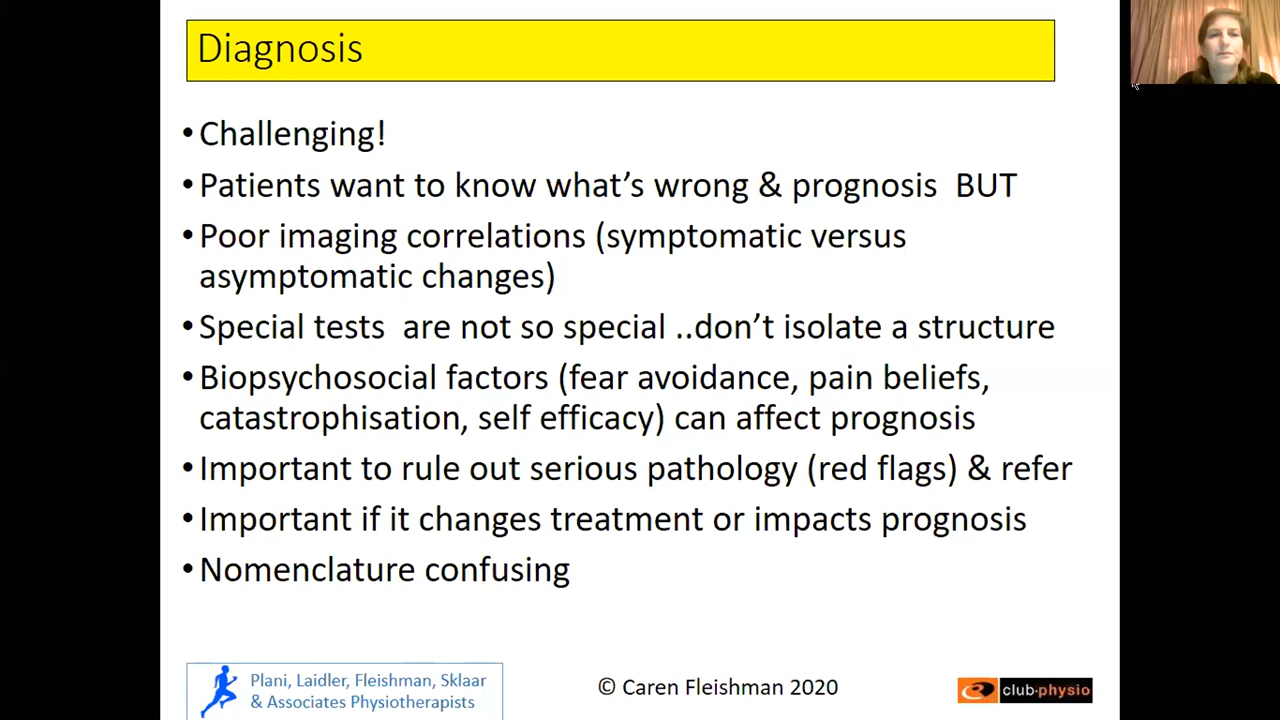 Diagnosis
•Challenging!
•Patients want to know what’s wrong & prognosis BUT
•Poor imaging correlations (symptomatic versus
asymptomatic changes)
•Special tests are not so special ..don’t isolate a structure
•Biopsychosocial factors (fear avoidance, pain beliefs,
catastrophisation, self efficacy) can affect prognosis
•Important to rule out serious pathology (red flags) & refer
•Important if it changes treatment or impacts prognosis
•Nomenclature confusing
Plani, Laidler, Fleishman, Sklaar
& Associates Physiotherapists
© Caren Fleishman 2020
club-physio